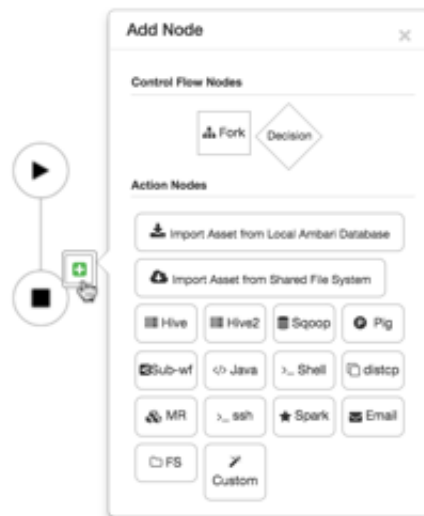 Add Node
Control Flow Nodes
Fork Decision
Action Nodes
Import Asset from Local Ambari Database
Import Asset from Shared File System
Hive Hive2 Sqoop Pig
Sub-wf Java Shell distcp
MR ssh Spark Email
FS Custom